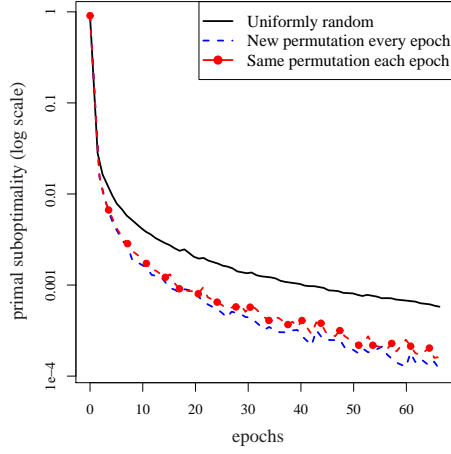 Uniformly random
New permutation every epoch
Same permutation each epoch
primal suboptimality (log scale)
1
0.1
0.01
0.001
1e−4
0 10 20 30 40 50 60
epochs